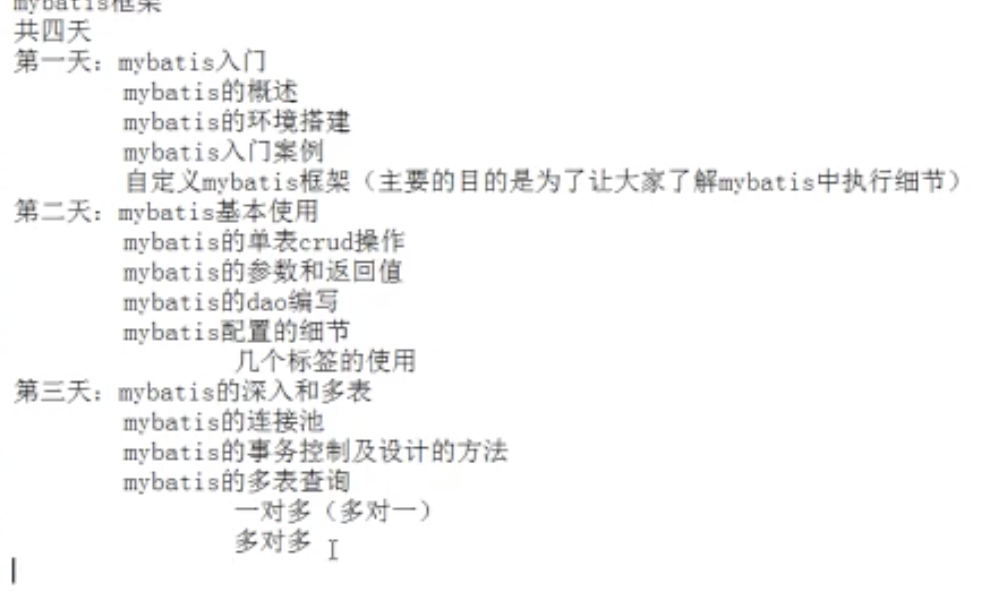 mybatis框架
共四天
第一天：mybatis入门
mybatis的概述
mybatis的环境搭建
mybatis入门案例
自定义mybatis框架（主要的目的是为了让大家了解mybatis中执行细节）
第二天：mybatis基本使用
mybatis的单表crud操作
mybatis的参数和返回值
mybatis的dao编写
mybatis配置的细节
几个标签的使用
第三天：mybatis的深入和多表
mybatis的连接池
mybatis的事务控制及设计的方法
mybatis的多表查询
一对多（多对一）
多对多